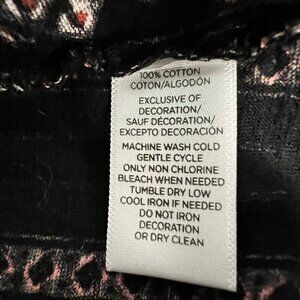 100% COTTON
COTON/ALGODÓN
EXCLUSIVE OF
DECORATION/
SAUF DÉCORATION/
EXCEPTO DECORACIÓN
MACHINE WASH COLD
GENTLE CYCLE
ONLY NON CHLORINE
BLEACH WHEN NEEDED
TUMBLE DRY LOW
COOL IRON IF NEEDED
DO NOT IRON
DECORATION
OR DRY CLEAN